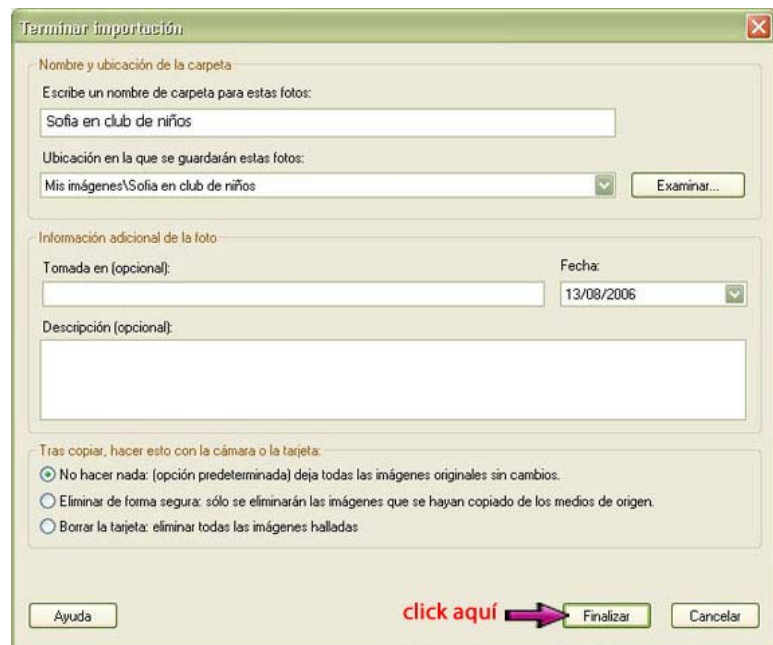 Terminar importación
Nombre y ubicación de la carpeta
Escribe un nombre de carpeta para estas fotos:
Sofia en club de niños
Ubicación en la que se guardarán estas fotos:
Mis imágenes\Sofia en club de niños
Examinar...
Información adicional de la foto
Tomada en (opcional):
Fecha:
13/08/2006
Descripción (opcional):
Tras copiar, hacer esto con la cámara o la tarjeta:
No hacer nada: (opción predeterminada) deja todas las imágenes originales sin cambios.
Eliminar de forma segura: sólo se eliminarán las imágenes que se hayan copiado de los medios de origen.
Borrar la tarjeta: eliminar todas las imágenes halladas
Ayuda
click aquí
Finalizar
Cancelar